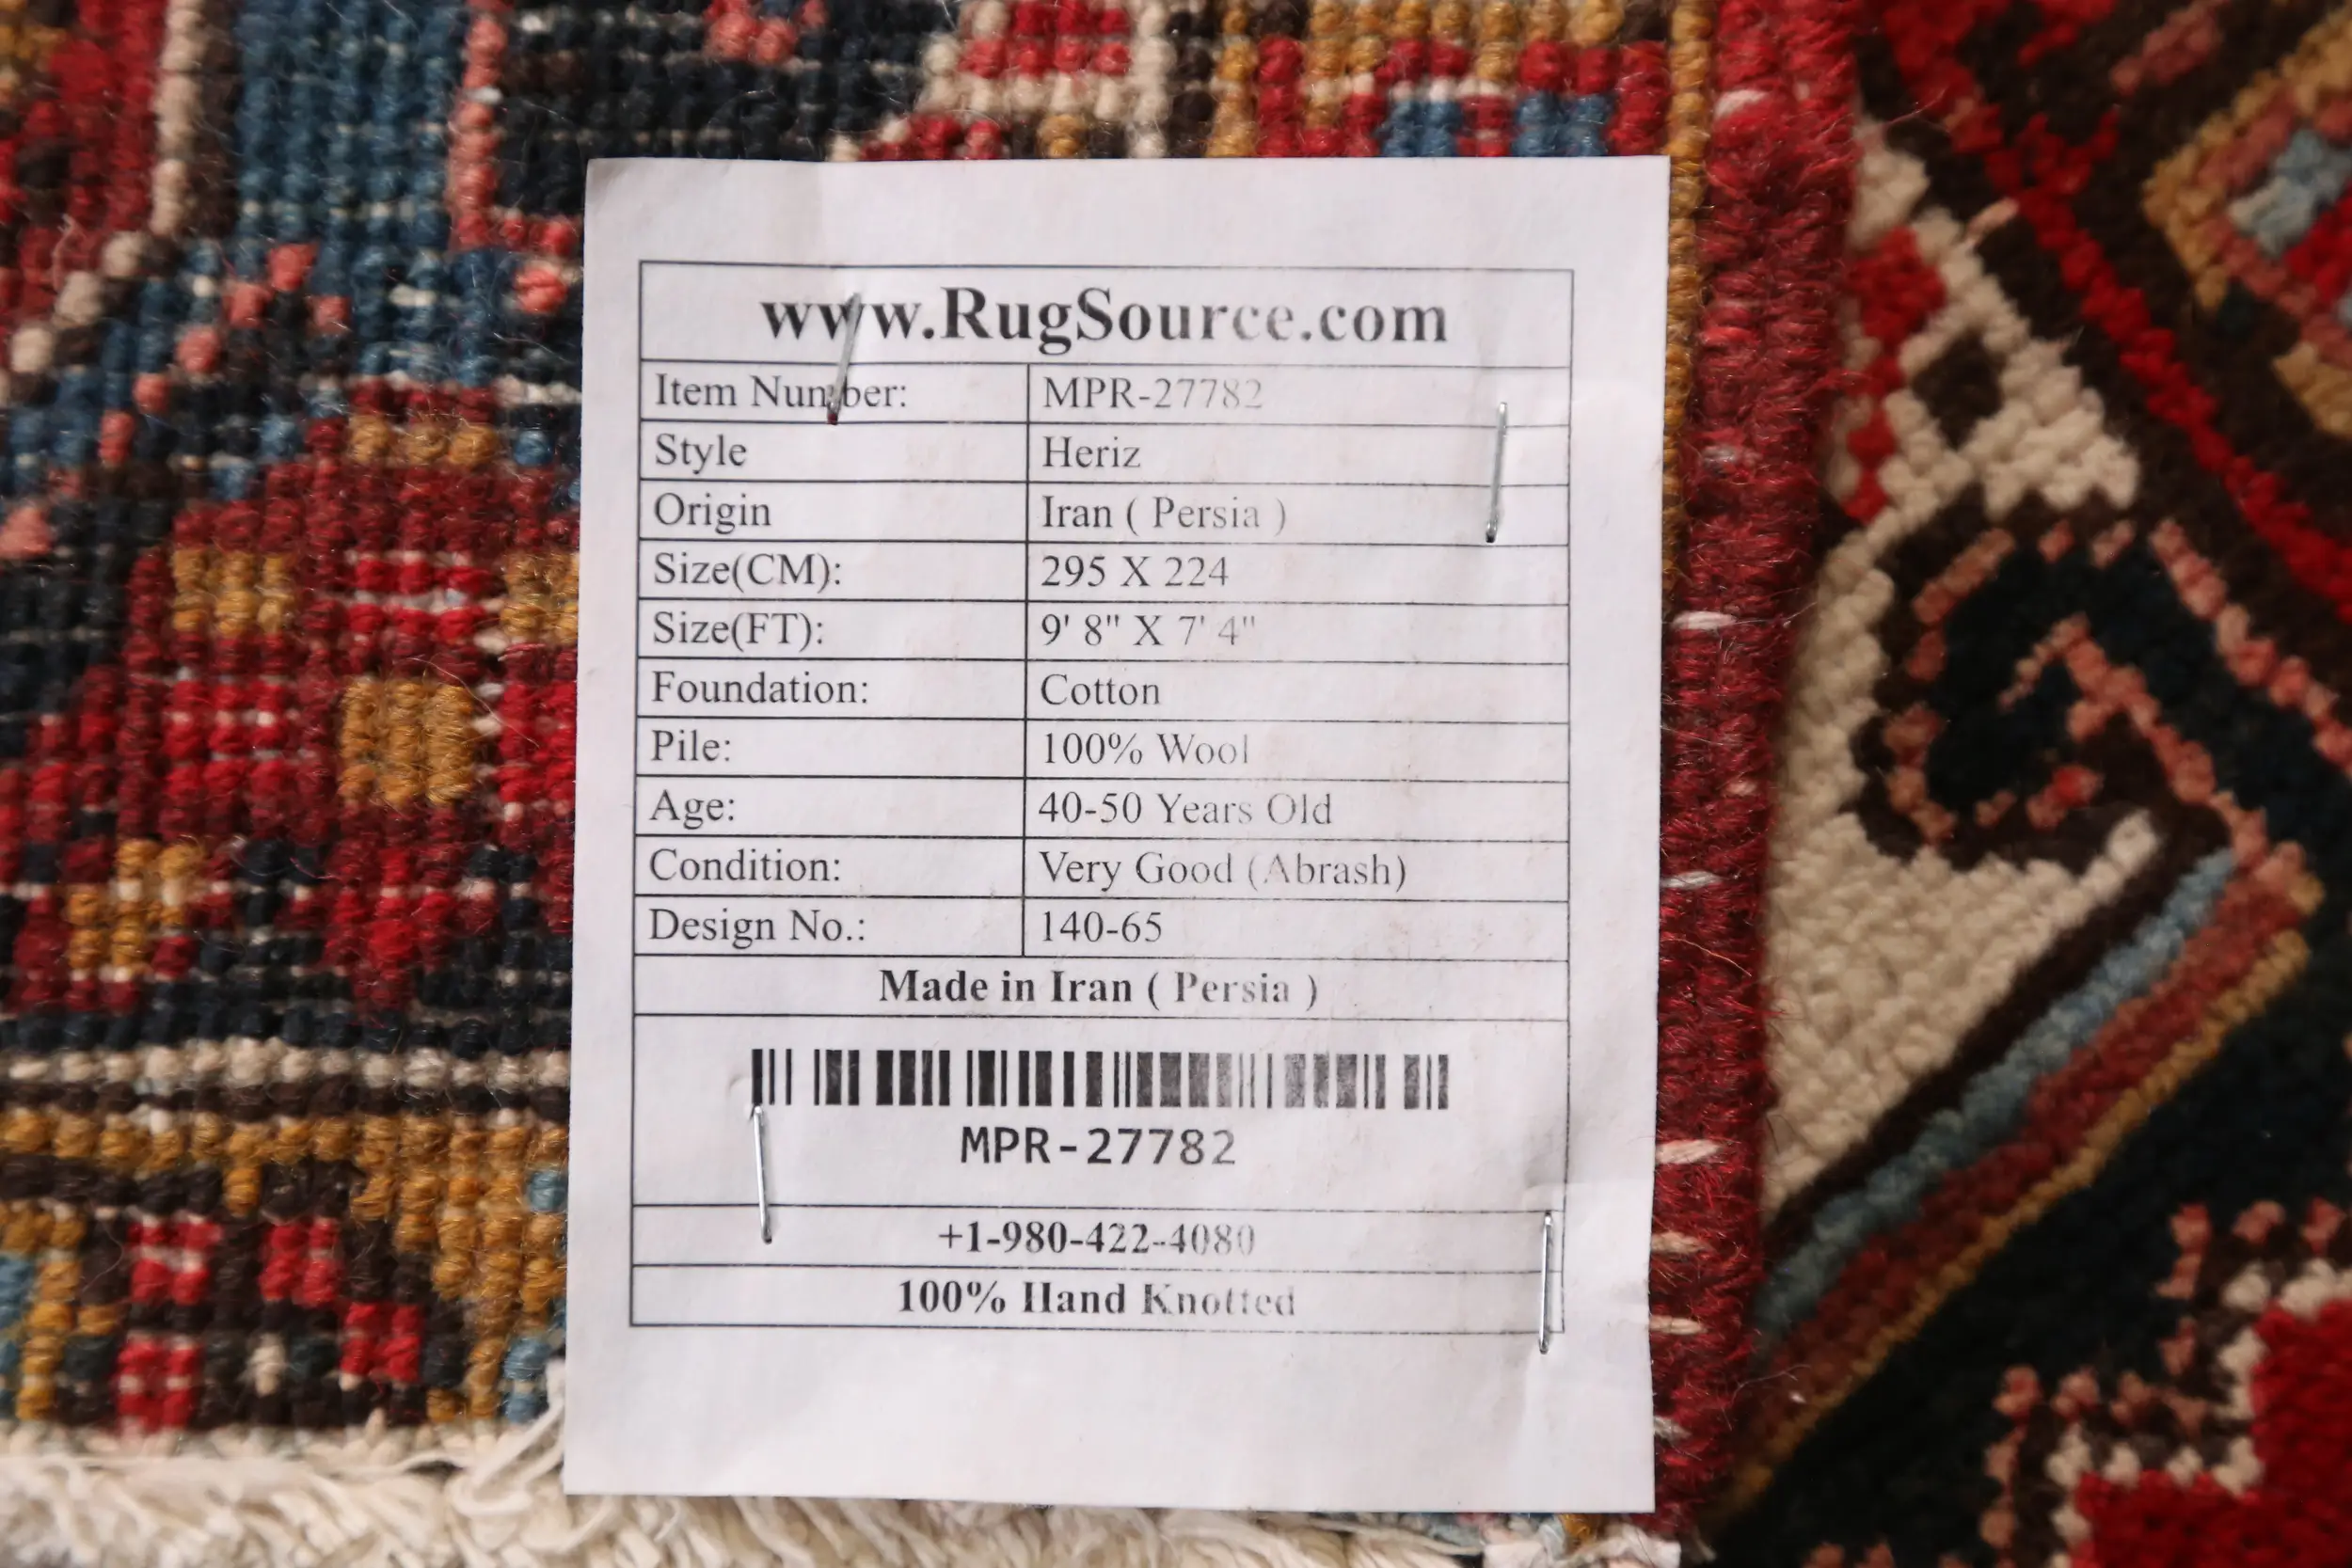 www.RugSource.com
Item Number: MPR-27782
Style Heriz
Origin Iran ( Persia )
Size(CM): 295 X 224
Size(FT): 9' 8" X 7' 4"
Foundation: Cotton
Pile: 100% Wool
Age: 40-50 Years Old
Condition: Very Good (Abrash)
Design No.: 140-65
Made in Iran ( Persia )
MPR-27782
+1-980-422-4080
100% Hand Knotted